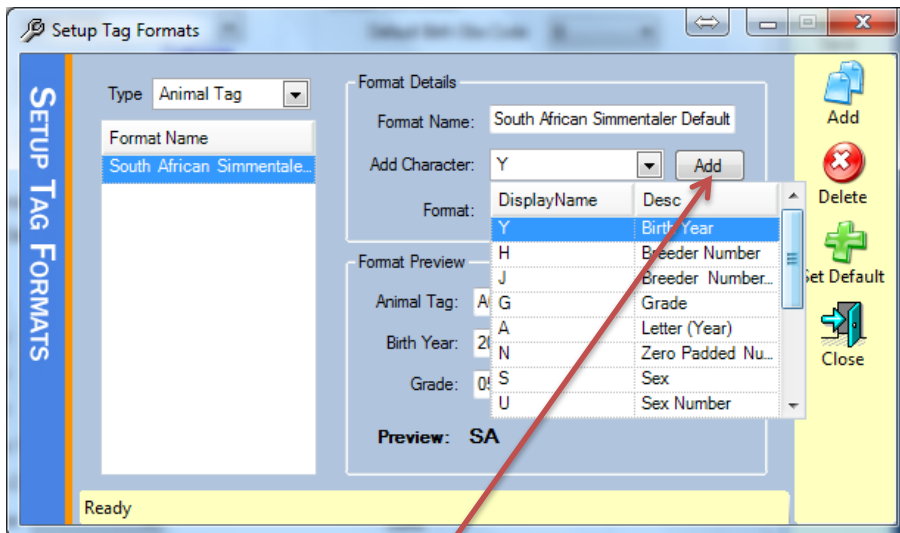 Setup Tag Formats
SETUP TAG FORMATS
Type Animal Tag
Format Name
South African Simmentale...
Format Details
Format Name: South African Simmentaler Default
Add Character: Y Add
Format:
DisplayName Desc
Y Birth Year
H Breeder Number
J Breeder Number...
G Grade
A Letter (Year)
N Zero Padded Nu...
S Sex
U Sex Number
Format Preview
Animal Tag: A
Birth Year: 20
Grade: 05
Preview: SA
Add
Delete
Set Default
Close
Ready